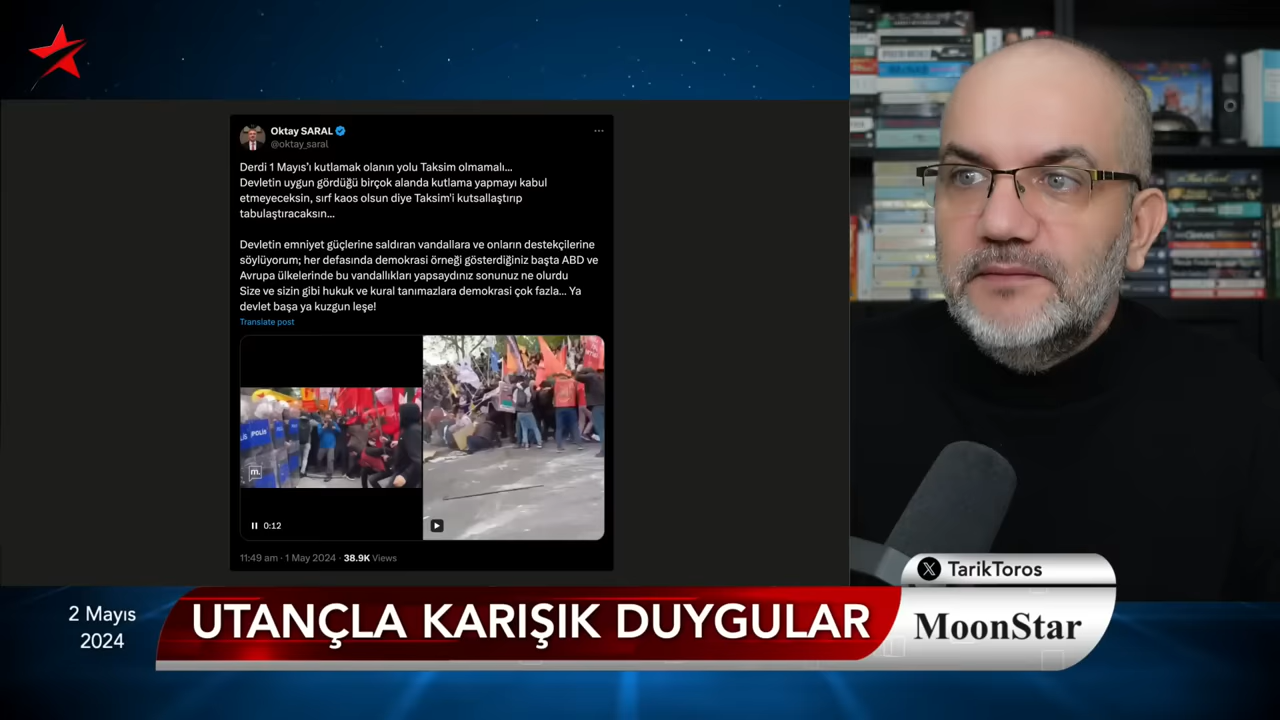 Oktay SARAL
@oktay_saral
Derdi 1 Mayıs'ı kutlamak olanın yolu Taksim olmamalı...
Devletin uygun gördüğü birçok alanda kutlama yapmayı kabul
etmeyeceksin, sırf kaos olsun diye Taksim'i kutsallaştırıp
tabulaştıracaksın...
Devletin emniyet güçlerine saldıran vandallara ve onların destekçilerine
söylüyorum; her defasında demokrasi örneği gösterdiğiniz başta ABD ve
Avrupa ülkelerinde bu vandallıkları yapsaydınız sonunuz ne olurdu
Size ve sizin gibi hukuk ve kural tanımazlara demokrasi çok fazla... Ya
devlet başa ya kuzgun leşe!
Translate post
POLİS
m.
0:12
11:49 am · 1 May 2024 · 38.9K Views
TarikToros
2 Mayıs
2024
UTANÇLA KARIŞIK DUYGULAR
MoonStar